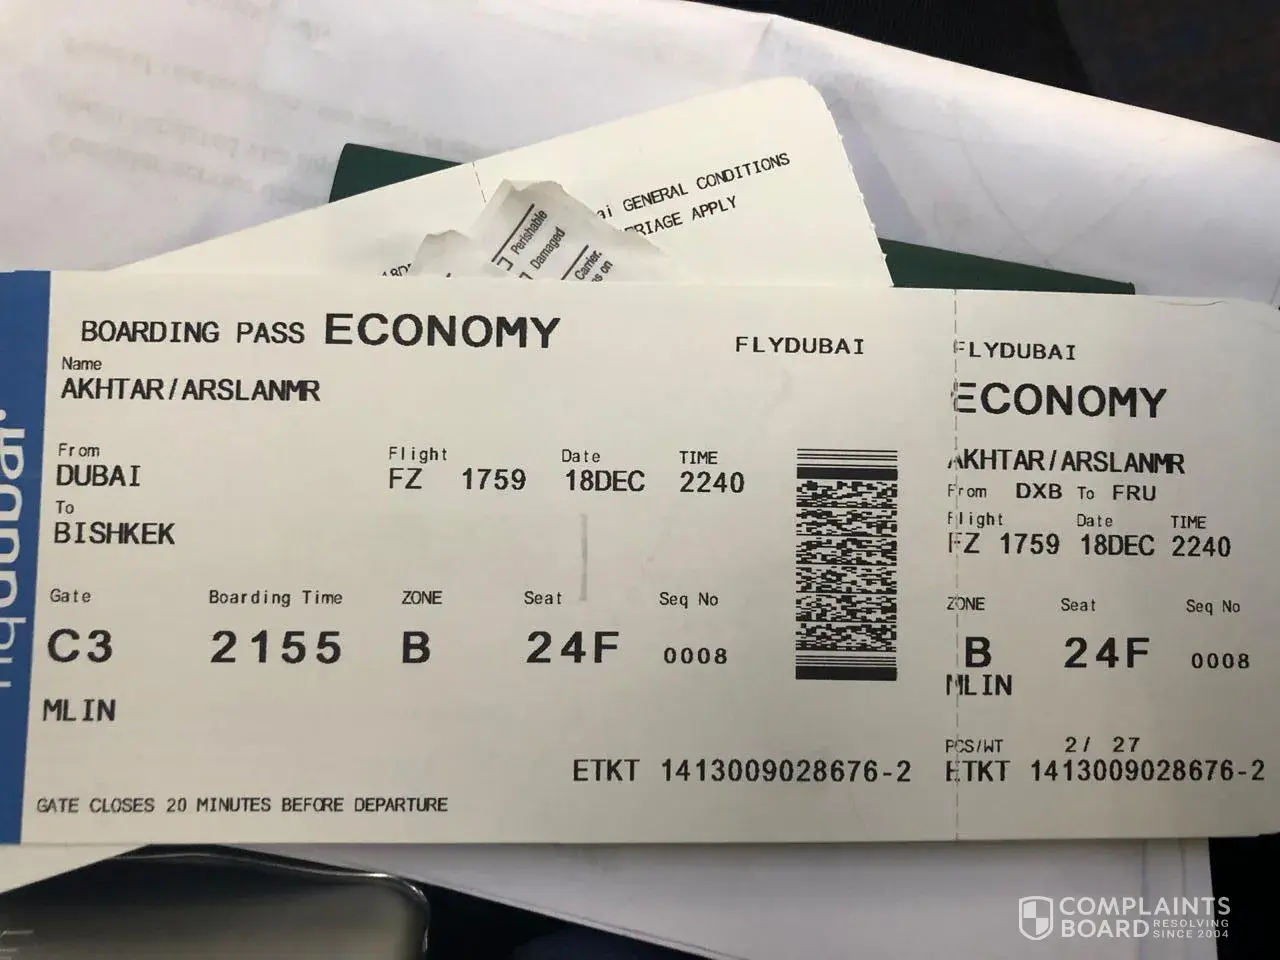 ai GENERAL CONDITIONS
RIAGE APPLY
Perishable
Damaged
Carrier.
s on
flydubai
BOARDING PASS ECONOMY
FLYDUBAI
Name
AKHTAR/ARSLANMR
From
DUBAI
To
BISHKEK
Flight Date TIME
FZ 1759 18DEC 2240
Gate Boarding Time ZONE Seat Seq No
C3 2155 B 24F 0008
MLIN
ETKT 1413009028676-2
GATE CLOSES 20 MINUTES BEFORE DEPARTURE
FLYDUBAI
ECONOMY
AKHTAR/ARSLANMR
From DXB To FRU
Flight Date TIME
FZ 1759 18DEC 2240
ZONE Seat Seq No
B 24F 0008
MLIN
PCS/WT 2/ 27
ETKT 1413009028676-2
COMPLAINTS
BOARD RESOLVING
SINCE 2004